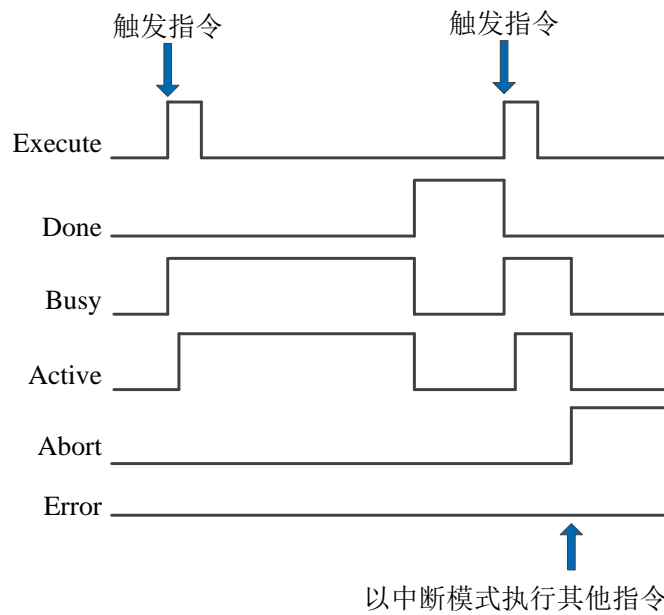 触发指令 触发指令
Execute
Done
Busy
Active
Abort
Error
以中断模式执行其他指令